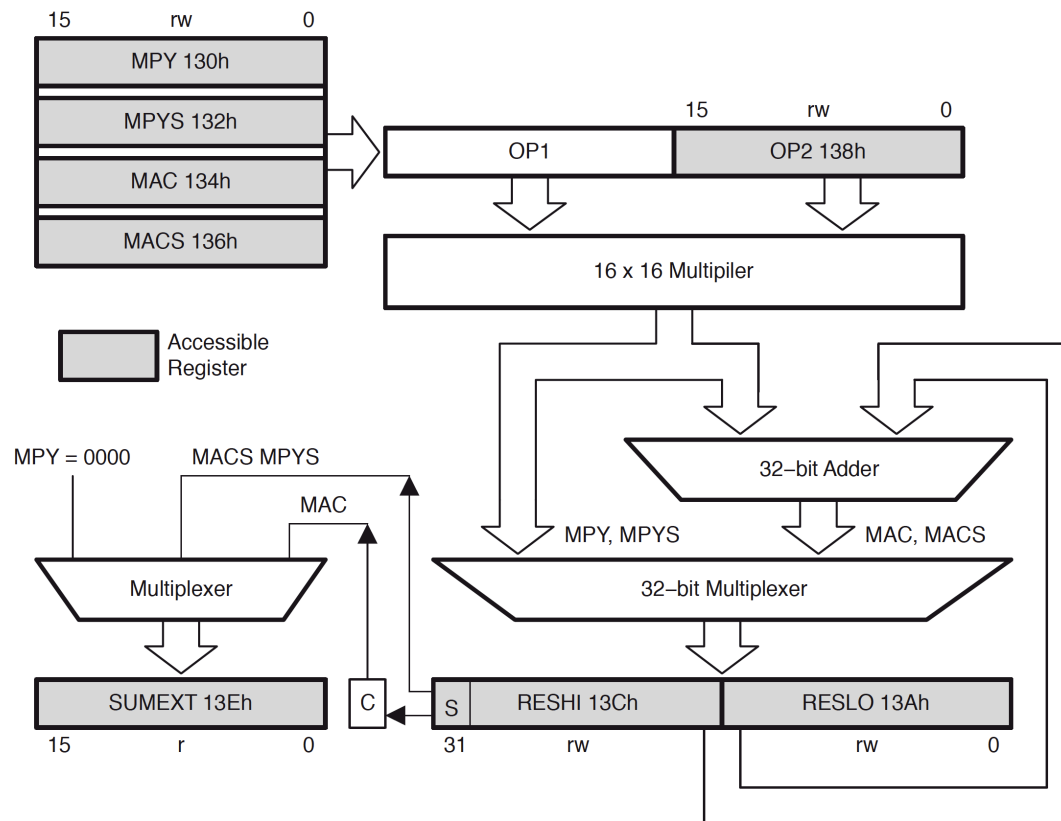 15 rw 0
MPY 130h
MPYS 132h
MAC 134h
MACS 136h
15 rw 0
OP1
OP2 138h
16 x 16 Multipiler
Accessible
Register
32–bit Adder
MPY = 0000
MACS MPYS
MAC
MPY, MPYS
MAC, MACS
Multiplexer
32–bit Multiplexer
SUMEXT 13Eh
C
S
RESHI 13Ch
RESLO 13Ah
15 r 0
31 rw
rw 0